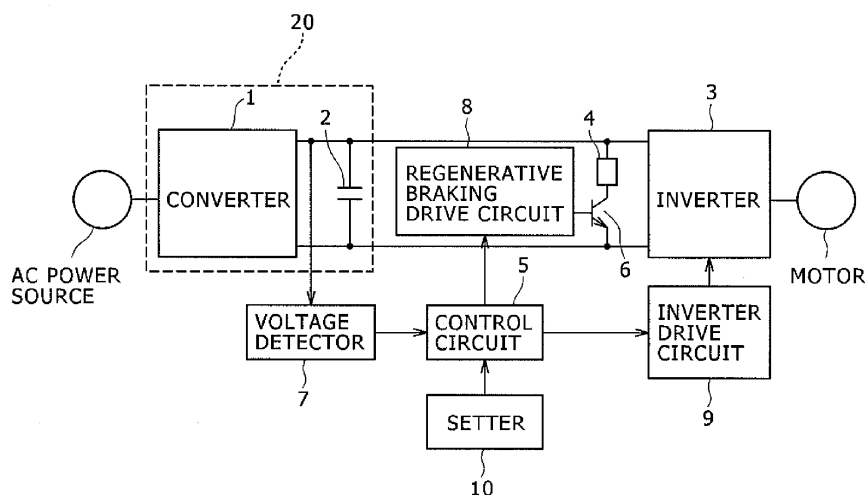 20
1
2
8
4
3
CONVERTER
REGENERATIVE
BRAKING
DRIVE CIRCUIT
INVERTER
6
AC POWER
SOURCE
MOTOR
5
VOLTAGE
DETECTOR
CONTROL
CIRCUIT
INVERTER
DRIVE
CIRCUIT
7
9
SETTER
10